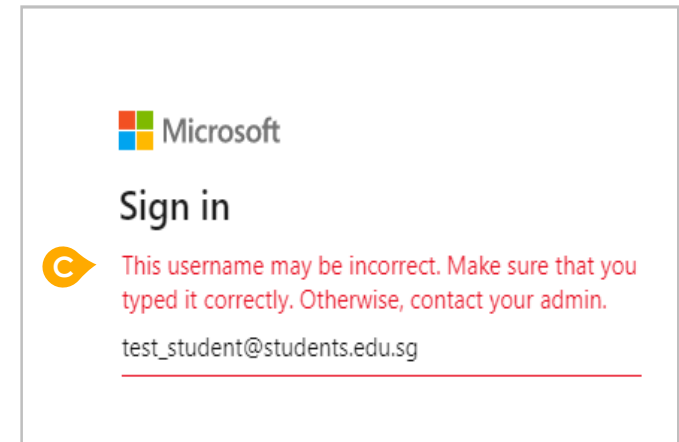 Microsoft
Sign in
C
This username may be incorrect. Make sure that you
typed it correctly. Otherwise, contact your admin.
test_student@students.edu.sg